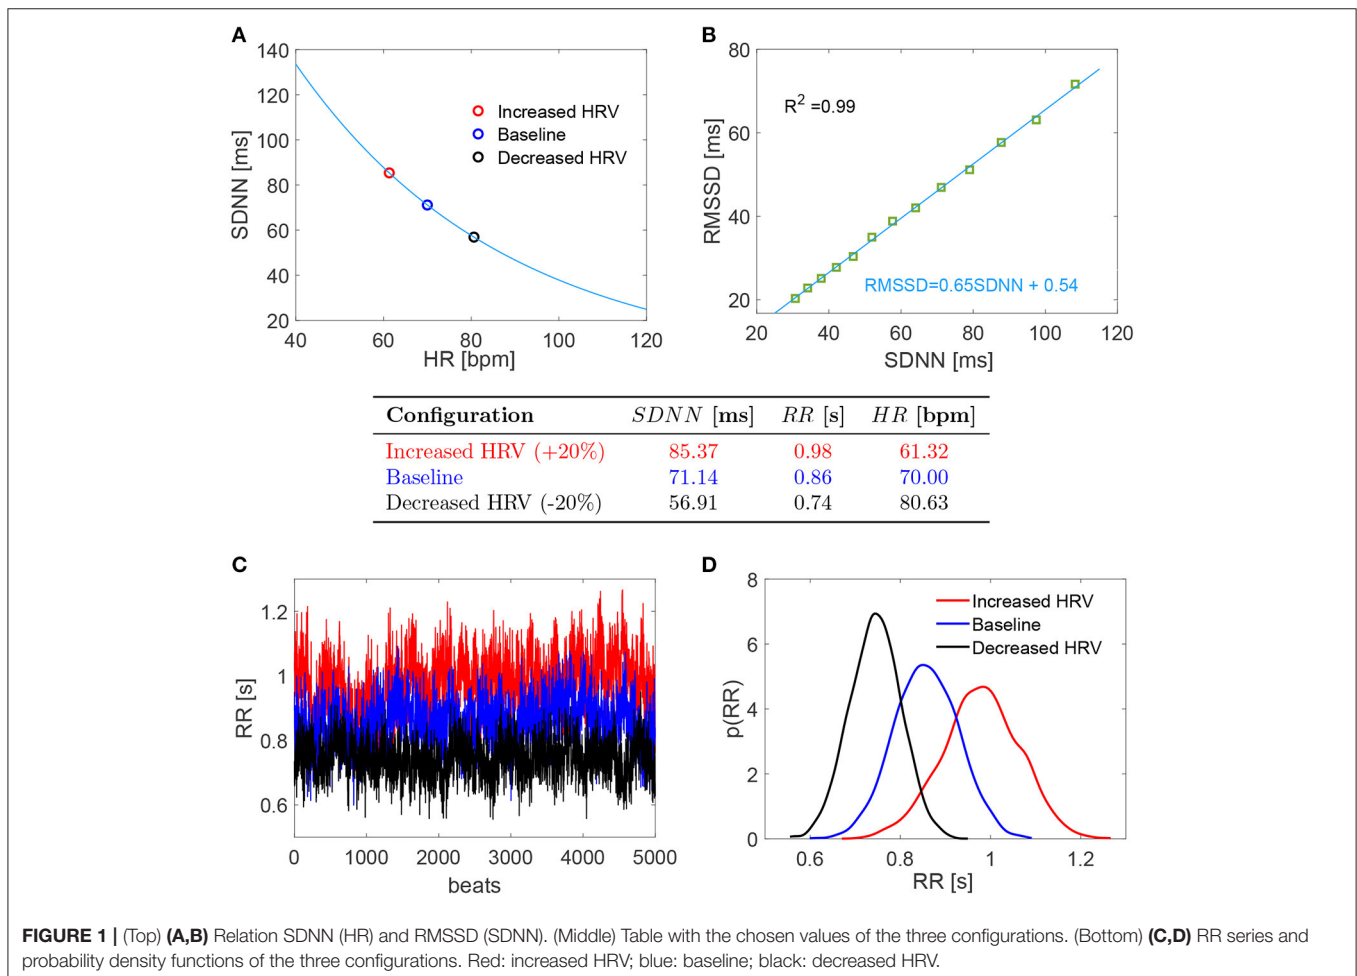 A
140
120
100
80
60
40
20
SDNN [ms]
Increased HRV
Baseline
Decreased HRV
40 60 80 100 120
HR [bpm]
B
80
60
40
20
RMSSD [ms]
R² =0.99
RMSSD=0.65SDNN + 0.54
20 40 60 80 100 120
SDNN [ms]
Configuration SDNN [ms] RR [s] HR [bpm]
Increased HRV (+20%) 85.37 0.98 61.32
Baseline 71.14 0.86 70.00
Decreased HRV (-20%) 56.91 0.74 80.63
C
1.2
1
0.8
0.6
RR [s]
0 1000 2000 3000 4000 5000
beats
D
8
6
4
2
0
p(RR)
Increased HRV
Baseline
Decreased HRV
0.6 0.8 1 1.2
RR [s]
FIGURE 1 | (Top) (A,B) Relation SDNN (HR) and RMSSD (SDNN). (Middle) Table with the chosen values of the three configurations. (Bottom) (C,D) RR series and
probability density functions of the three configurations. Red: increased HRV; blue: baseline; black: decreased HRV.